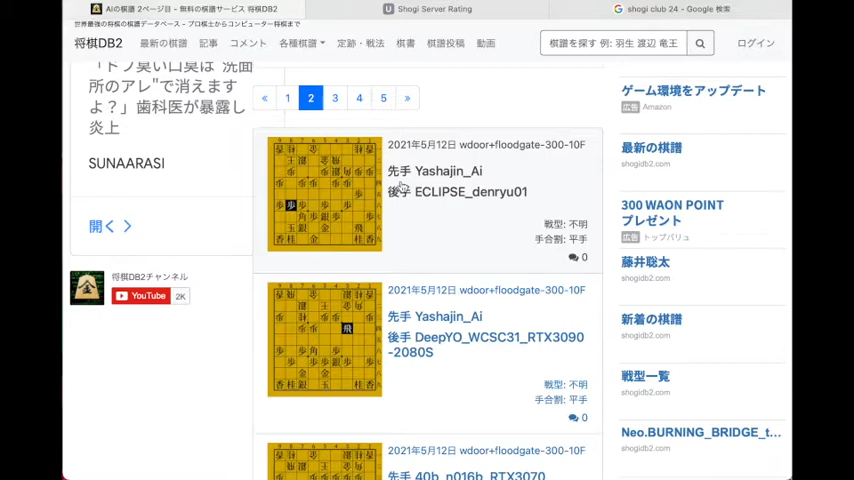 AIの棋譜 2ページ目 - 無料の棋譜サービス 将棋DB2
Shogi Server Rating
shogi club 24 - Google 検索
世界最強の将棋の棋譜データベース - プロ棋士からコンピューター将棋まで
将棋DB2 最新の棋譜 記事 コメント 各種棋譜 定跡・戦法 棋書 棋譜投稿 動画
棋譜を探す 例: 羽生 渡辺 竜王
ログイン
「ドブ臭い口臭は"洗面
所のアレ"で消えます
よ？」歯科医が暴露し
炎上
SUNAARASI
開く
将棋DB2チャンネル
YouTube 2K
« 1 2 3 4 5 »
2021年5月12日 wdoor+floodgate-300-10F
先手 Yashajin_Ai
後手 ECLIPSE_denryu01
戦型: 不明
手合割: 平手
0
2021年5月12日 wdoor+floodgate-300-10F
先手 Yashajin_Ai
後手 DeepYO_WCSC31_RTX3090
-2080S
戦型: 不明
手合割: 平手
0
2021年5月12日 wdoor+floodgate-300-10F
先手 40b_n016b_RTX3070
ゲーム環境をアップデート
広告 Amazon
最新の棋譜
shogidb2.com
300 WAON POINT
プレゼント
広告 トップバリュ
藤井聡太
shogidb2.com
新着の棋譜
shogidb2.com
戦型一覧
shogidb2.com
Neo.BURNING_BRIDGE_t...
shogidb2.com